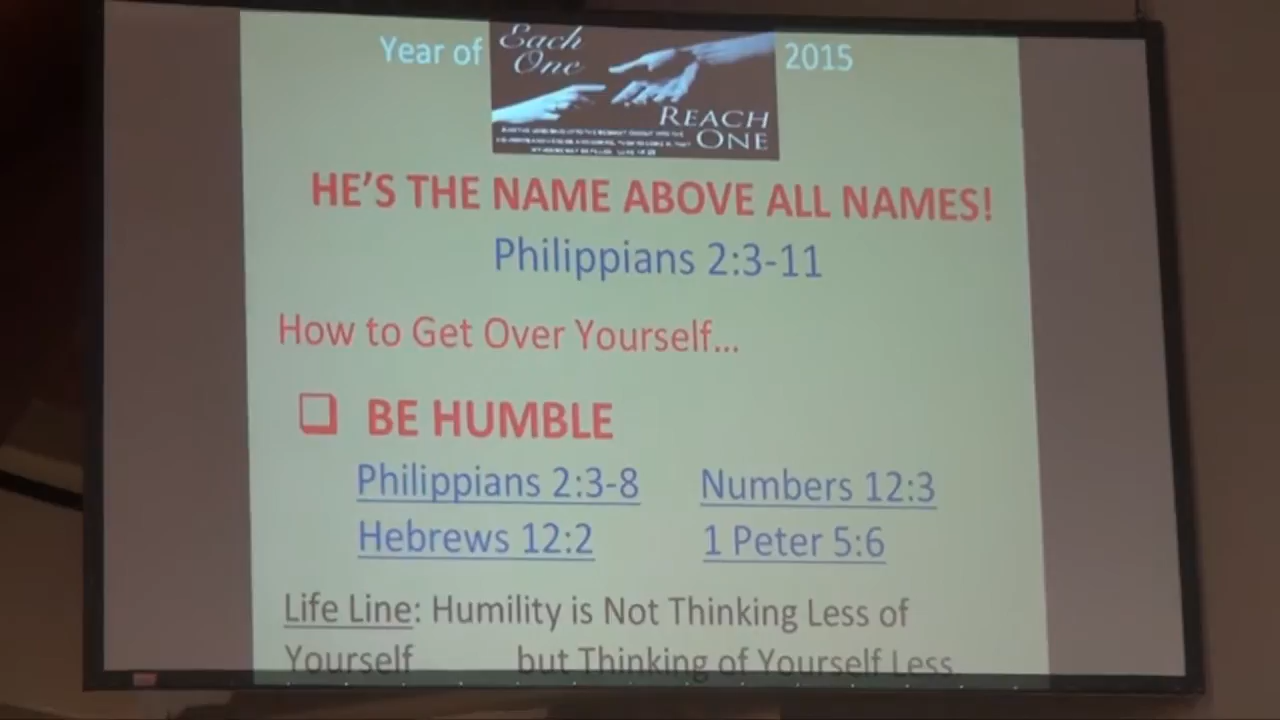 Year of Each One 2015
REACH ONE
HE'S THE NAME ABOVE ALL NAMES!
Philippians 2:3-11
How to Get Over Yourself...
❑ BE HUMBLE
Philippians 2:3-8 Numbers 12:3
Hebrews 12:2 1 Peter 5:6
Life Line: Humility is Not Thinking Less of
Yourself but Thinking of Yourself Less.